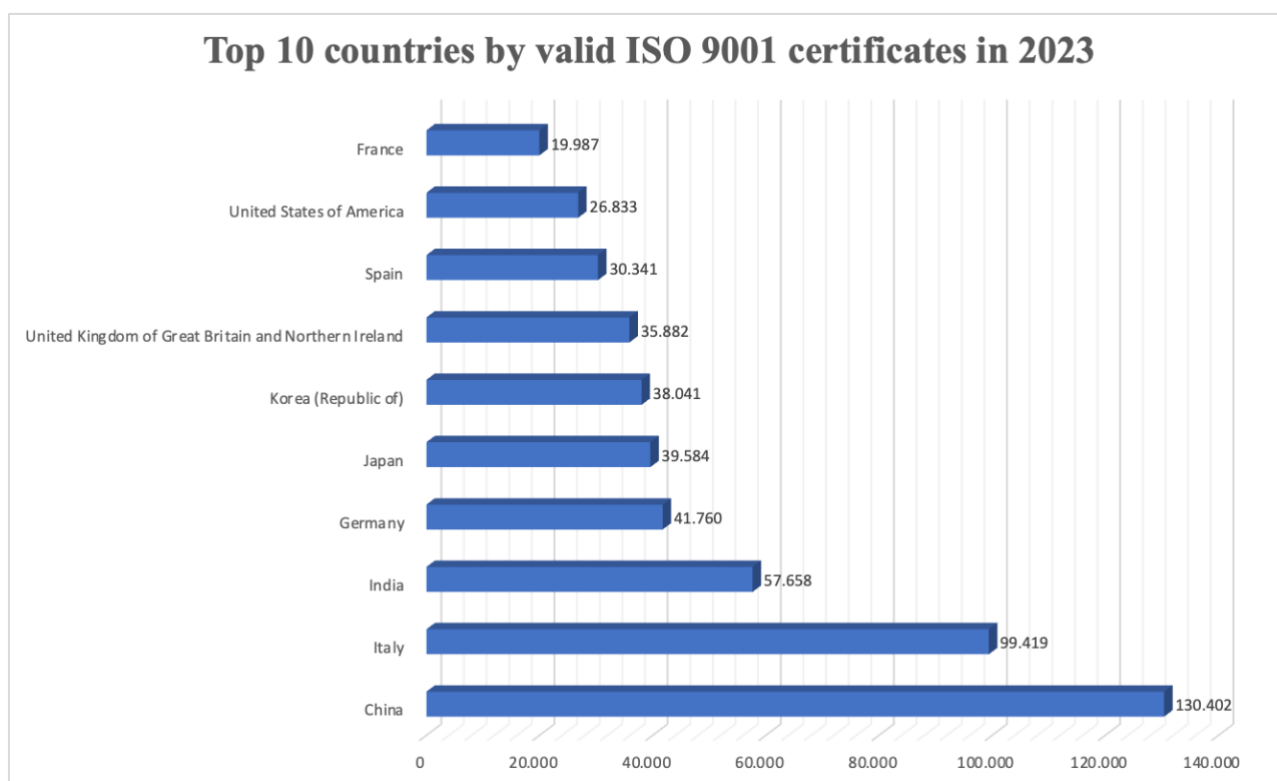 Top 10 countries by valid ISO 9001 certificates in 2023
France 19.987
United States of America 26.833
Spain 30.341
United Kingdom of Great Britain and Northern Ireland 35.882
Korea (Republic of) 38.041
Japan 39.584
Germany 41.760
India 57.658
Italy 99.419
China 130.402
0 20.000 40.000 60.000 80.000 100.000 120.000 140.000